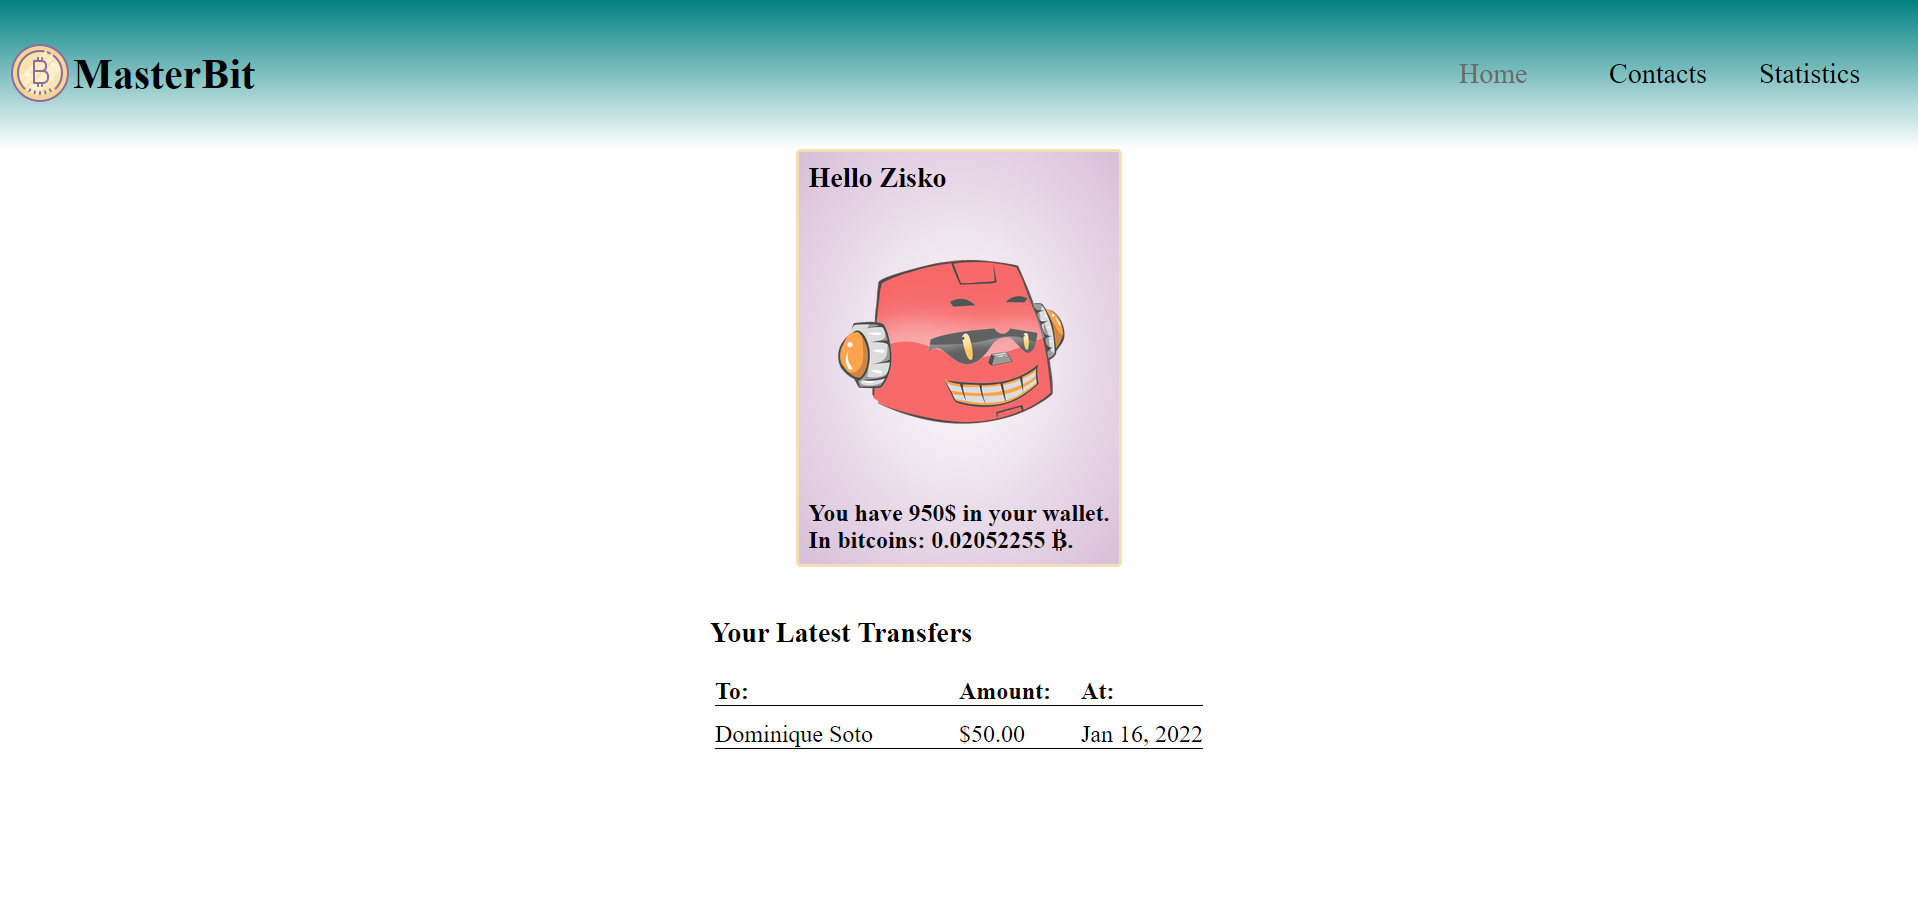 MasterBit
Home Contacts Statistics
Hello Zisko
You have 950$ in your wallet.
In bitcoins: 0.02052255 ₿.
Your Latest Transfers
To: Amount: At:
Dominique Soto $50.00 Jan 16, 2022